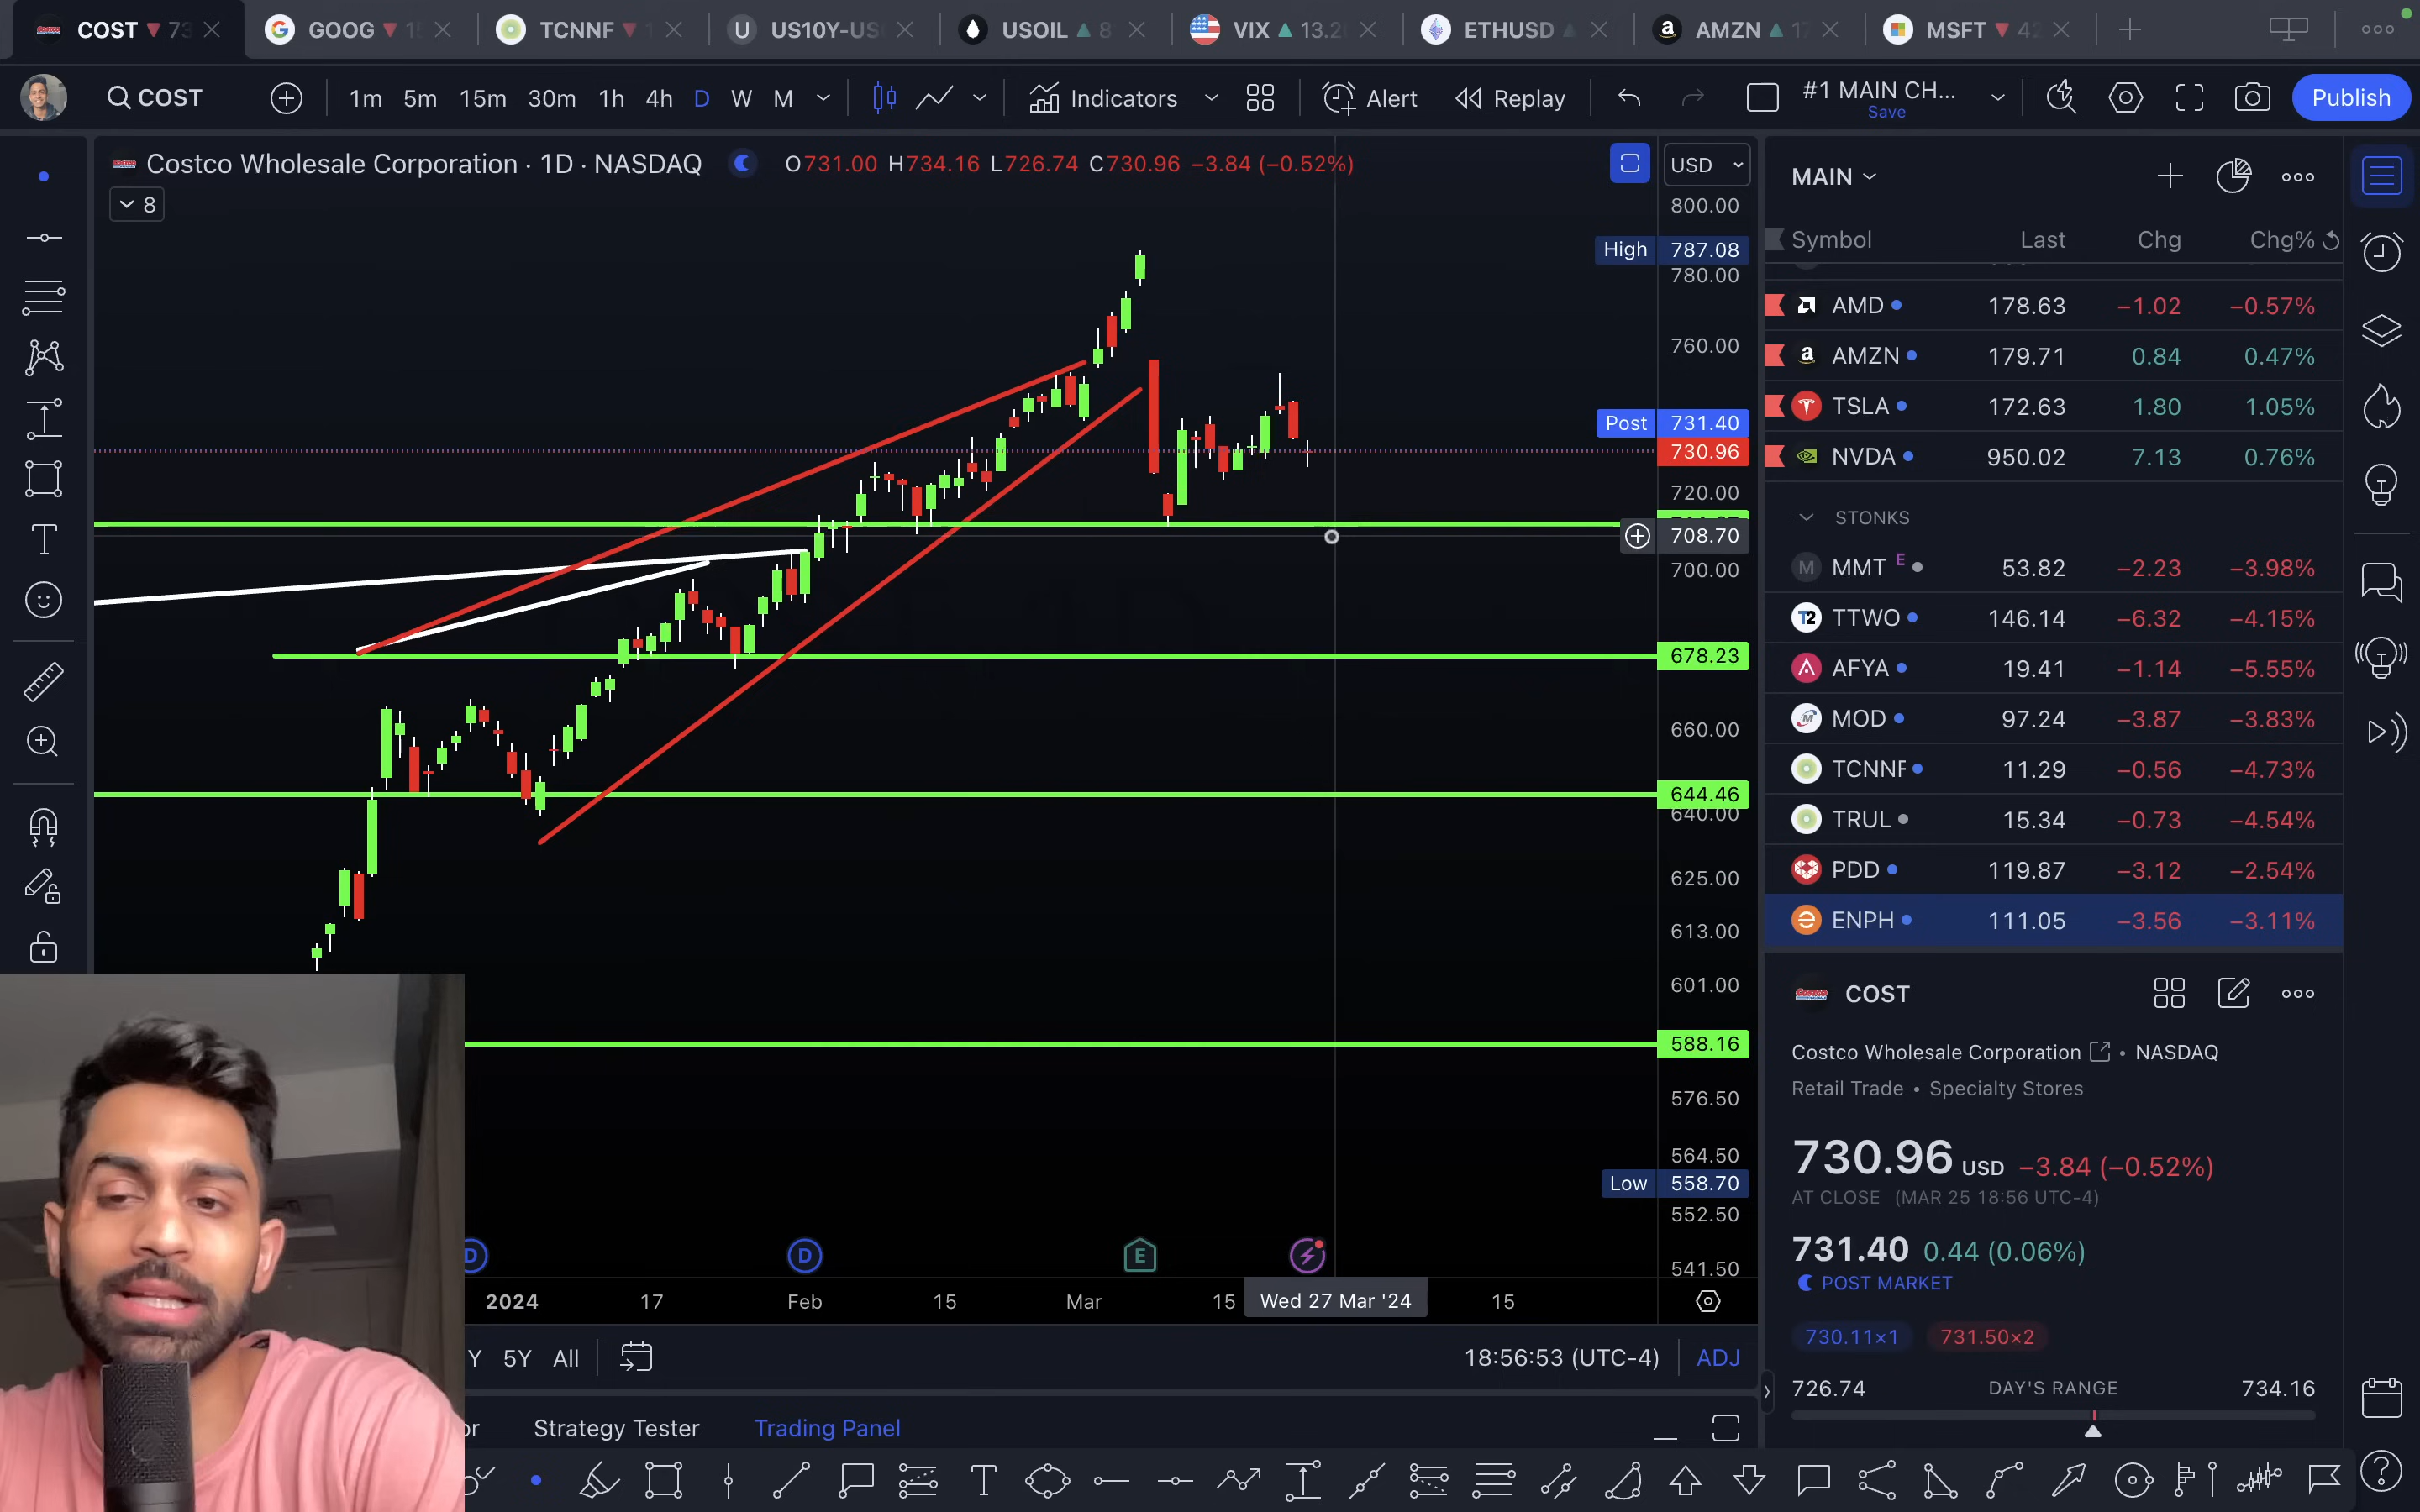 COST 73
GOOG 1
TCNNF
U US10Y-US
USOIL 8
VIX 13.2
ETHUSD
a AMZN 17
MSFT 42
COST
1m 5m 15m 30m 1h 4h D W M
Indicators
Alert
Replay
#1 MAIN CH...
Save
Publish
Costco Wholesale Corporation · 1D · NASDAQ
O731.00 H734.16 L726.74 C730.96 −3.84 (−0.52%)
8
USD
800.00
High 787.08
780.00
760.00
Post 731.40
730.96
720.00
708.70
700.00
678.23
660.00
644.46
640.00
625.00
613.00
601.00
588.16
576.50
564.50
Low 558.70
552.50
541.50
D
D
E
2024 17 Feb 15 Mar 15 Wed 27 Mar '24 15
Y 5Y All
18:56:53 (UTC-4) ADJ
or Strategy Tester Trading Panel
MAIN
Symbol Last Chg Chg%
AMD 178.63 −1.02 −0.57%
a AMZN 179.71 0.84 0.47%
TSLA 172.63 1.80 1.05%
NVDA 950.02 7.13 0.76%
STONKS
M MMT E 53.82 −2.23 −3.98%
T2 TTWO 146.14 −6.32 −4.15%
AFYA 19.41 −1.14 −5.55%
MOD 97.24 −3.87 −3.83%
TCNNF 11.29 −0.56 −4.73%
TRUL 15.34 −0.73 −4.54%
PDD 119.87 −3.12 −2.54%
ENPH 111.05 −3.56 −3.11%
COST
Costco Wholesale Corporation • NASDAQ
Retail Trade • Specialty Stores
730.96 USD −3.84 (−0.52%)
AT CLOSE (MAR 25 18:56 UTC-4)
731.40 0.44 (0.06%)
POST MARKET
730.11×1 731.50×2
726.74 DAY'S RANGE 734.16